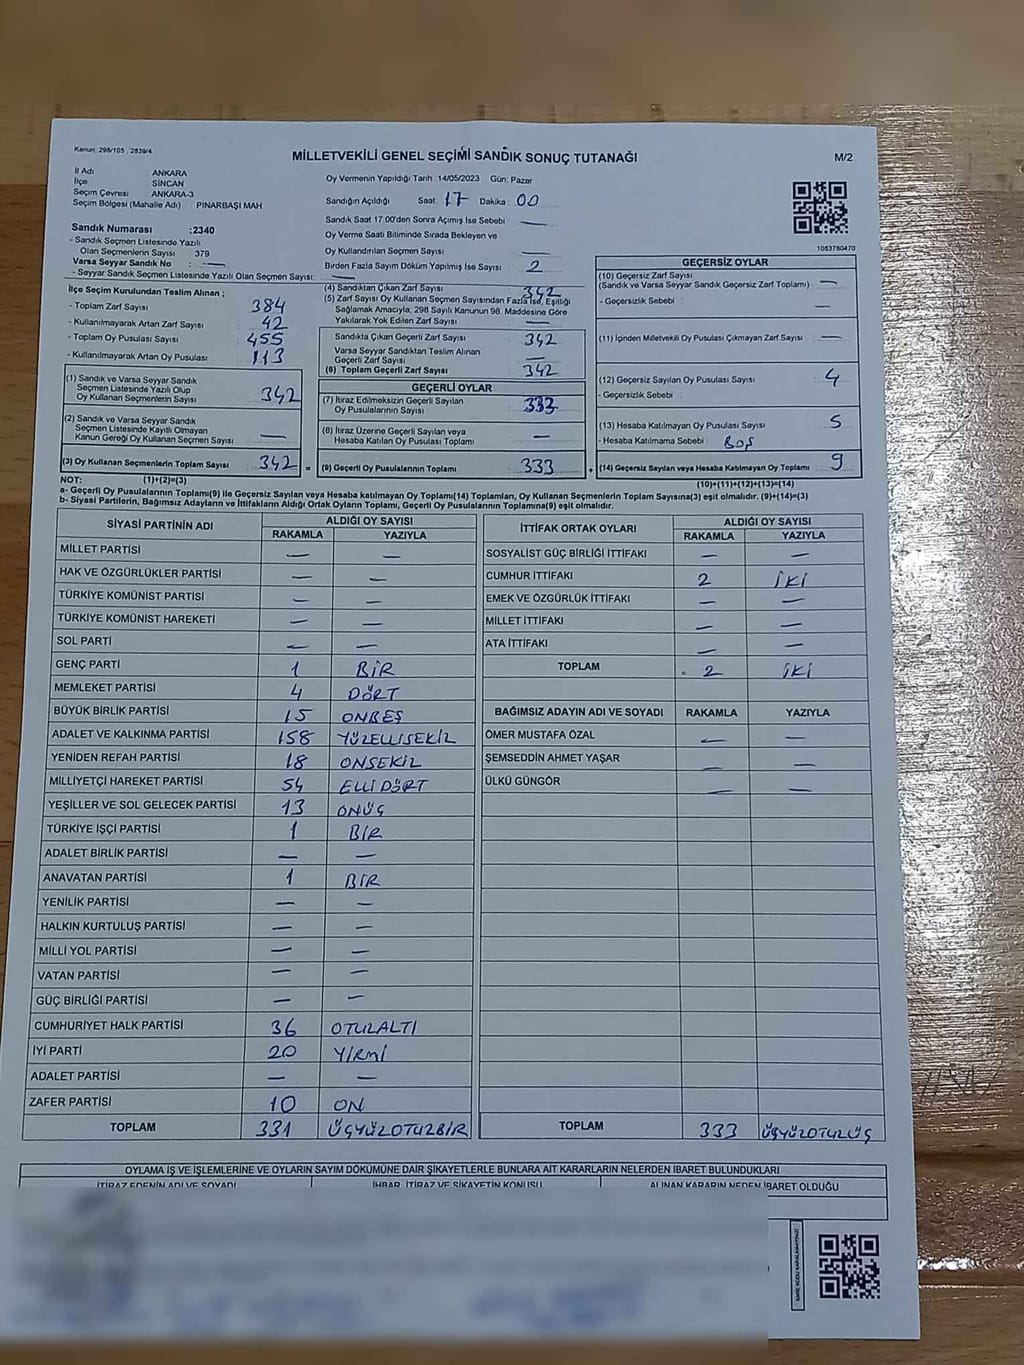 Kanun: 298/105 , 2839/4
MİLLETVEKİLİ GENEL SEÇİMİ SANDIK SONUÇ TUTANAĞI
M/2
İl Adı : ANKARA
İlçe : SİNCAN
Seçim Çevresi : ANKARA-3
Seçim Bölgesi (Mahalle Adı) : PINARBAŞI MAH
Oy Vermenin Yapıldığı Tarih :14/05/2023 Gün: Pazar
Sandığın Açıldığı Saat: 17 Dakika: 00
Sandık Saat 17.00'den Sonra Açımış İse Sebebi : —
Oy Verme Saati Bitiminde Sırada Bekleyen ve
Oy Kullandırılan Seçmen Sayısı : —
Birden Fazla Sayım Döküm Yapılmış İse Sayısı : 2
Sandık Numarası :2340
- Sandık Seçmen Listesinde Yazılı
Olan Seçmenlerin Sayısı : 379
Varsa Seyyar Sandık No : —
- Seyyar Sandık Seçmen Listesinde Yazılı Olan Seçmen Sayısı: —
1083780470
İlçe Seçim Kurulundan Teslim Alınan ;
- Toplam Zarf Sayısı : 384
- Kullanılmayarak Artan Zarf Sayısı : 42
- Toplam Oy Pusulası Sayısı : 455
- Kullanılmayarak Artan Oy Pusulası : 113
(1) Sandık ve Varsa Seyyar Sandık
Seçmen Listesinde Yazılı Olup
Oy Kullanan Seçmenlerin Sayısı : 342
(2) Sandık ve Varsa Seyyar Sandık
Seçmen Listesinde Kayıtlı Olmayan
Kanun Gereği Oy Kullanan Seçmen Sayısı : —
(3) Oy Kullanan Seçmenlerin Toplam Sayısı : 342 =
(4) Sandıktan Çıkan Zarf Sayısı : 342
(5) Zarf Sayısı Oy Kullanan Seçmen Sayısından Fazla İse, Eşitliği
Sağlamak Amacıyla; 298 Sayılı Kanunun 98. Maddesine Göre
Yakılarak Yok Edilen Zarf Sayısı : —
Sandıkta Çıkan Geçerli Zarf Sayısı : 342
Varsa Seyyar Sandıktan Teslim Alınan
Geçerli Zarf Sayısı : —
(6) Toplam Geçerli Zarf Sayısı : 342
GEÇERLİ OYLAR
(7) İtiraz Edilmeksizin Geçerli Sayılan
Oy Pusulalarının Sayısı : 333
(8) İtiraz Üzerine Geçerli Sayılan veya
Hesaba Katılan Oy Pusulası Toplamı : —
(9) Geçerli Oy Pusulalarının Toplamı : 333 +
GEÇERSİZ OYLAR
(10) Geçersiz Zarf Sayısı
(Sandık ve Varsa Seyyar Sandık Geçersiz Zarf Toplamı) : —
- Geçersizlik Sebebi : —
(11) İçinden Milletvekili Oy Pusulası Çıkmayan Zarf Sayısı : —
(12) Geçersiz Sayılan Oy Pusulası Sayısı : 4
- Geçersizlik Sebebi :
(13) Hesaba Katılmayan Oy Pusulası Sayısı : 5
- Hesaba Katılmama Sebebi : BOŞ
(14) Geçersiz Sayılan veya Hesaba Katılmayan Oy Toplamı : 9
NOT: (1)+(2)=(3)
(10)+(11)+(12)+(13)=(14)
a- Geçerli Oy Pusulalarının Toplamı(9) ile Geçersiz Sayılan veya Hesaba katılmayan Oy Toplamı(14) Toplamları, Oy Kullanan Seçmenlerin Toplam Sayısına(3) eşit olmalıdır. (9)+(14)=(3)
b- Siyasi Partilerin, Bağımsız Adayların ve İttifakların Aldığı Ortak Oyların Toplamı, Geçerli Oy Pusulalarının Toplamına(9) eşit olmalıdır.
SİYASİ PARTİNİN ADI ALDIĞI OY SAYISI
RAKAMLA YAZIYLA
MİLLET PARTİSİ — —
HAK VE ÖZGÜRLÜKLER PARTİSİ — —
TÜRKİYE KOMÜNİST PARTİSİ — —
TÜRKİYE KOMÜNİST HAREKETİ — —
SOL PARTİ — —
GENÇ PARTİ 1 BİR
MEMLEKET PARTİSİ 4 DÖRT
BÜYÜK BİRLİK PARTİSİ 15 ONBEŞ
ADALET VE KALKINMA PARTİSİ 158 YÜZELLİSEKİZ
YENİDEN REFAH PARTİSİ 18 ONSEKİZ
MİLLİYETÇİ HAREKET PARTİSİ 54 ELLİ DÖRT
YEŞİLLER VE SOL GELECEK PARTİSİ 13 ONÜÇ
TÜRKİYE İŞÇİ PARTİSİ 1 BİR
ADALET BİRLİK PARTİSİ — —
ANAVATAN PARTİSİ 1 BİR
YENİLİK PARTİSİ — —
HALKIN KURTULUŞ PARTİSİ — —
MİLLİ YOL PARTİSİ — —
VATAN PARTİSİ — —
GÜÇ BİRLİĞİ PARTİSİ — —
CUMHURİYET HALK PARTİSİ 36 OTUZALTI
İYİ PARTİ 20 YİRMİ
ADALET PARTİSİ — —
ZAFER PARTİSİ 10 ON
TOPLAM 331 ÜÇYÜZOTUZBİR
İTTİFAK ORTAK OYLARI ALDIĞI OY SAYISI
RAKAMLA YAZIYLA
SOSYALİST GÜÇ BİRLİĞİ İTTİFAKI — —
CUMHUR İTTİFAKI 2 İKİ
EMEK VE ÖZGÜRLÜK İTTİFAKI — —
MİLLET İTTİFAKI — —
ATA İTTİFAKI — —
TOPLAM 2 İKİ
BAĞIMSIZ ADAYIN ADI VE SOYADI RAKAMLA YAZIYLA
ÖMER MUSTAFA ÖZAL — —
ŞEMSEDDİN AHMET YAŞAR — —
ÜLKÜ GÜNGÖR — —
TOPLAM 333 ÜÇYÜZOTUZÜÇ
OYLAMA İŞ VE İŞLEMLERİNE VE OYLARIN SAYIM DÖKÜMÜNE DAİR ŞİKAYETLERLE BUNLARA AİT KARARLARIN NELERDEN İBARET BULUNDUKLARI
İTİRAZ EDENİN ADI VE SOYADI İHBAR, İTİRAZ VE ŞİKAYETİN KONUSU ALINAN KARARIN NEDEN İBARET OLDUĞU
KARE KODU KARALAMAYINIZ!